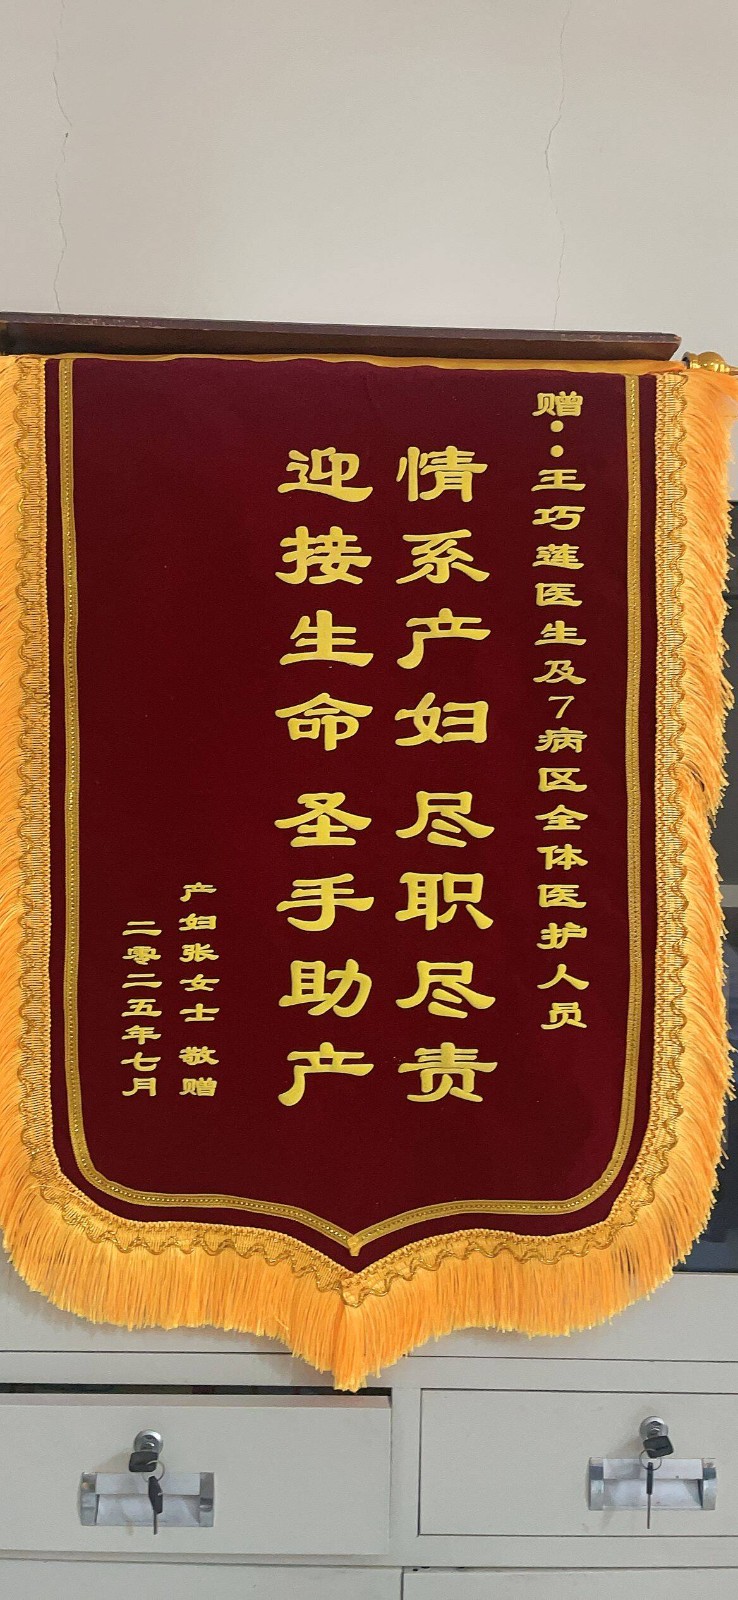 赠：王巧莲医生及7病区全体医护人员
情系产妇 尽职尽责
迎接生命 圣手助产
产妇张女士 敬赠
二零二五年七月